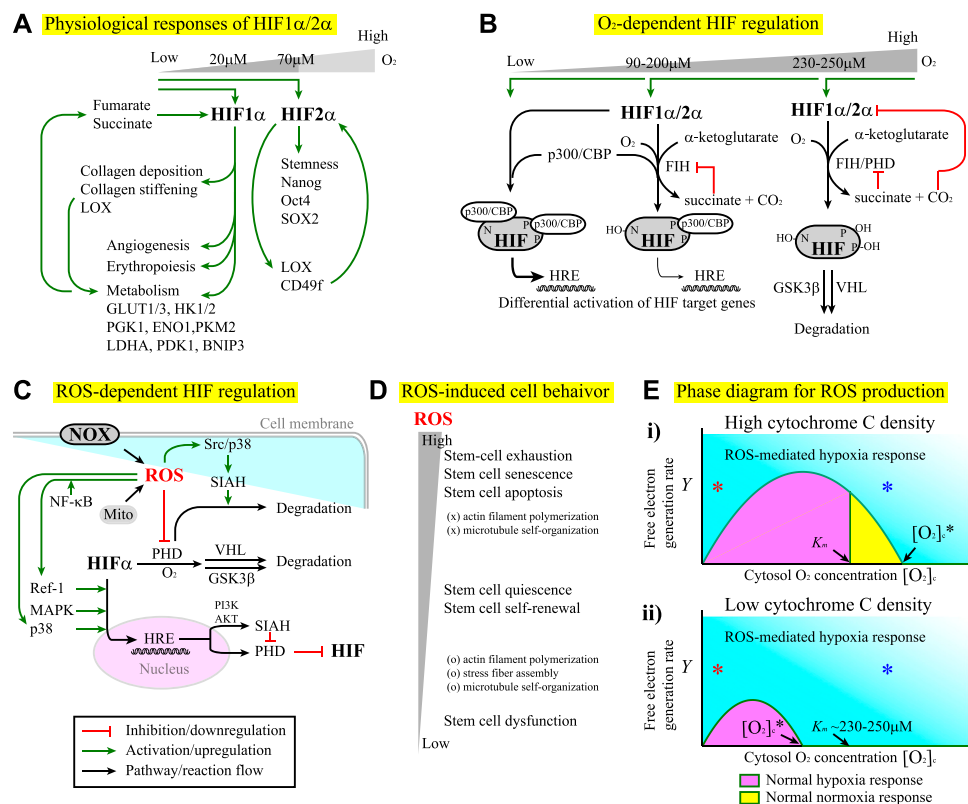 A
Physiological responses of HIF1α/2α
High
Low
20μM
70μM
O₂
Fumarate
Succinate
HIF1α
HIF2α
Collagen deposition
Collagen stiffening
LOX
Stemness
Nanog
Oct4
SOX2
Angiogenesis
Erythropoiesis
Metabolism
GLUT1/3, HK1/2
PGK1, ENO1,PKM2
LDHA, PDK1, BNIP3
LOX
CD49f
B
O₂-dependent HIF regulation
High
Low
90-200μM
230-250μM
O₂
HIF1α/2α
HIF1α/2α
O₂
α-ketoglutarate
O₂
α-ketoglutarate
p300/CBP
FIH
FIH/PHD
succinate + CO₂
succinate + CO₂
p300/CBP
N
P
P
p300/CBP
HIF
HO-
N
P
P
p300/CBP
HIF
HO-
N
P
-OH
P
-OH
HIF
HRE
HRE
GSK3β
VHL
Differential activation of HIF target genes
Degradation
C
ROS-dependent HIF regulation
Cell membrane
NOX
Src/p38
ROS
SIAH
NF-κB
Mito
Degradation
HIFα
PHD
O₂
VHL
GSK3β
Degradation
Ref-1
MAPK
p38
PI3K
AKT
SIAH
HRE
PHD
HIF
Nucleus
Inhibition/downregulation
Activation/upregulation
Pathway/reaction flow
D
ROS-induced cell behaivor
ROS
High
Stem-cell exhaustion
Stem cell senescence
Stem cell apoptosis
(x) actin filament polymerization
(x) microtubule self-organization
Stem cell quiescence
Stem cell self-renewal
(o) actin filament polymerization
(o) stress fiber assembly
(o) microtubule self-organization
Stem cell dysfunction
Low
E
Phase diagram for ROS production
i)
High cytochrome C density
ROS-mediated hypoxia response
Free electron
generation rate
Y
*
*
Km
[O₂]c*
Cytosol O₂ concentration [O₂]c
ii)
Low cytochrome C density
ROS-mediated hypoxia response
Free electron
generation rate
Y
*
*
[O₂]c*
Km ~230-250μM
Cytosol O₂ concentration [O₂]c
Normal hypoxia response
Normal normoxia response